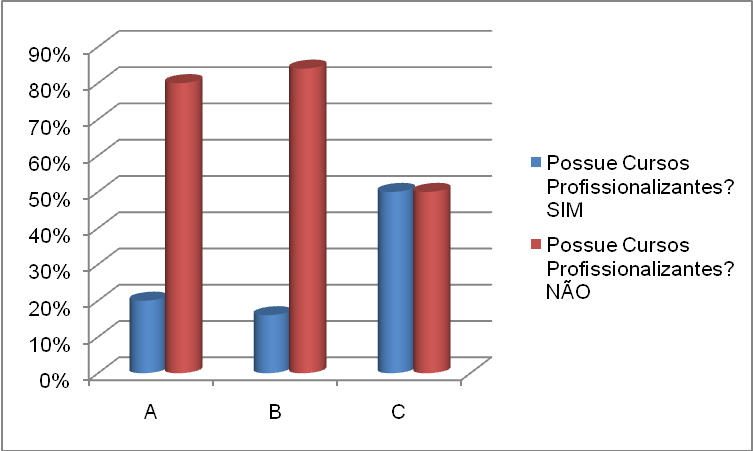 90%
80%
70%
60%
50%
40%
30%
20%
10%
0%
A
B
C
Possue Cursos
Profissionalizantes?
SIM
Possue Cursos
Profissionalizantes?
NÃO